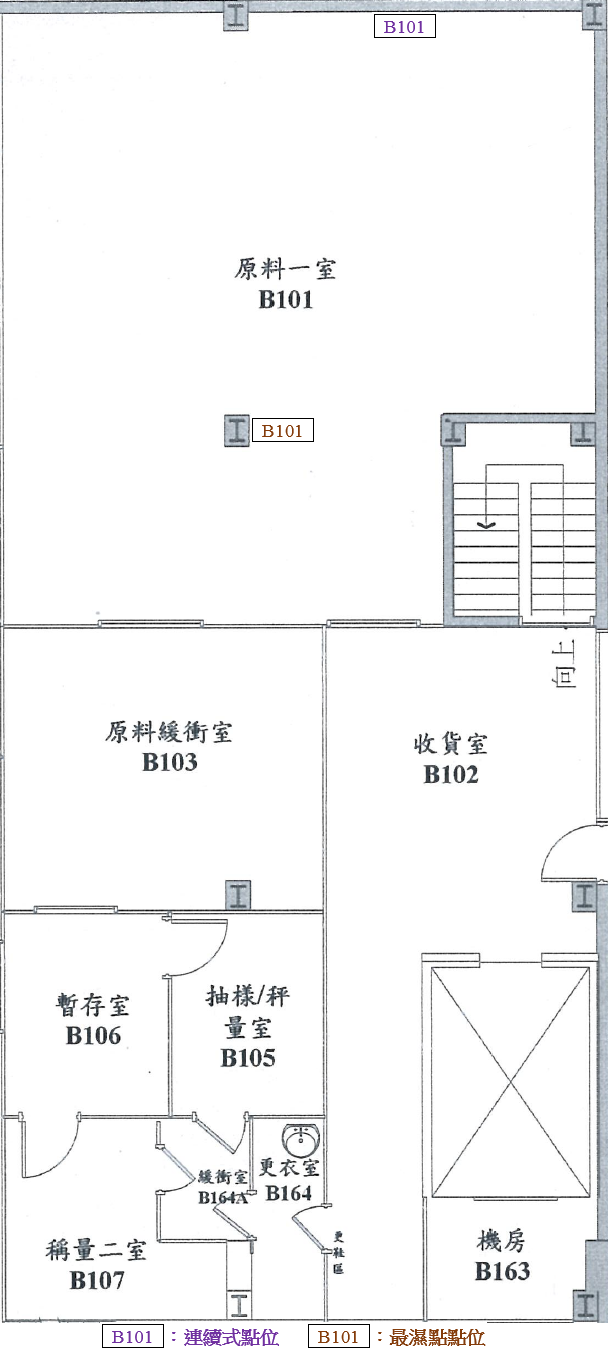 B101
原料一室
B101
B101
向上
原料緩衝室
B103
收貨室
B102
暫存室
B106
抽樣/秤
量室
B105
緩衝室
B164A
更衣室
B164
更鞋區
稱量二室
B107
機房
B163
B101：連續式點位 B101：最濕點點位